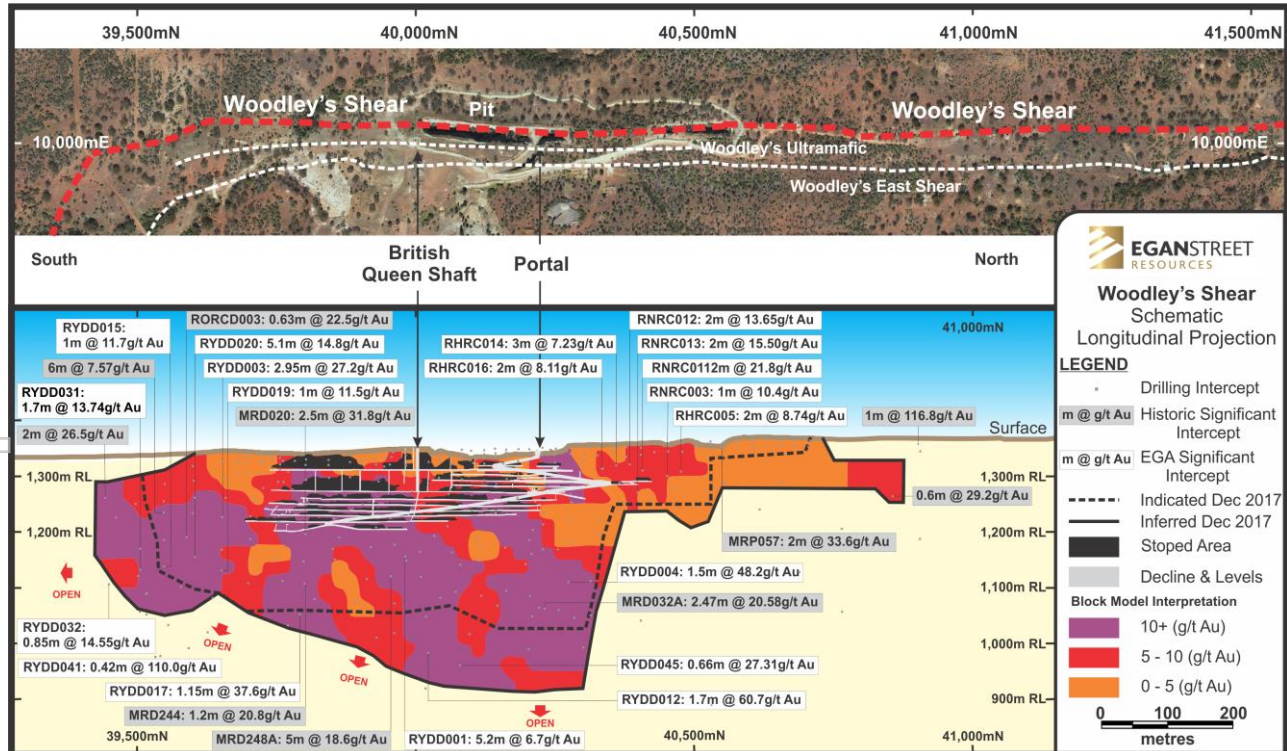 39,500mN
40,000mN
40,500mN
41,000mN
41,500mN
Woodley's Shear
Pit
Woodley's Shear
10,000mE
10,000mE
Woodley's Ultramafic
Woodley's East Shear
South
British
Queen Shaft
Portal
North
RYDD015:
1m @ 11.7g/t Au
6m @ 7.57g/t Au
RYDD031:
1.7m @ 13.74g/t Au
2m @ 26.5g/t Au
RORCD003: 0.63m @ 22.5g/t Au
RYDD020: 5.1m @ 14.8g/t Au
RYDD003: 2.95m @ 27.2g/t Au
RYDD019: 1m @ 11.5g/t Au
MRD020: 2.5m @ 31.8g/t Au
RHRC014: 3m @ 7.23g/t Au
RHRC016: 2m @ 8.11g/t Au
RNRC012: 2m @ 13.65g/t Au
RNRC013: 2m @ 15.50g/t Au
RNRC0112m @ 21.8g/t Au
RNRC003: 1m @ 10.4g/t Au
RHRC005: 2m @ 8.74g/t Au
1m @ 116.8g/t Au
41,000mN
Surface
1,300m RL
1,200m RL
1,300m RL
1,200m RL
1,100m RL
1,000m RL
900m RL
0.6m @ 29.2g/t Au
MRP057: 2m @ 33.6g/t Au
RYDD004: 1.5m @ 48.2g/t Au
MRD032A: 2.47m @ 20.58g/t Au
RYDD045: 0.66m @ 27.31g/t Au
RYDD012: 1.7m @ 60.7g/t Au
OPEN
OPEN
OPEN
OPEN
RYDD032:
0.85m @ 14.55g/t Au
RYDD041: 0.42m @ 110.0g/t Au
RYDD017: 1.15m @ 37.6g/t Au
MRD244: 1.2m @ 20.8g/t Au
MRD248A: 5m @ 18.6g/t Au
RYDD001: 5.2m @ 6.7g/t Au
39,500mN
40,500mN
41,000mN
EGANSTREET
RESOURCES
Woodley's Shear
Schematic
Longitudinal Projection
LEGEND
Drilling Intercept
m @ g/t Au Historic Significant
Intercept
m @ g/t Au EGA Significant
Intercept
Indicated Dec 2017
Inferred Dec 2017
Stoped Area
Decline & Levels
Block Model Interpretation
10+ (g/t Au)
5 - 10 (g/t Au)
0 - 5 (g/t Au)
0 100 200
metres